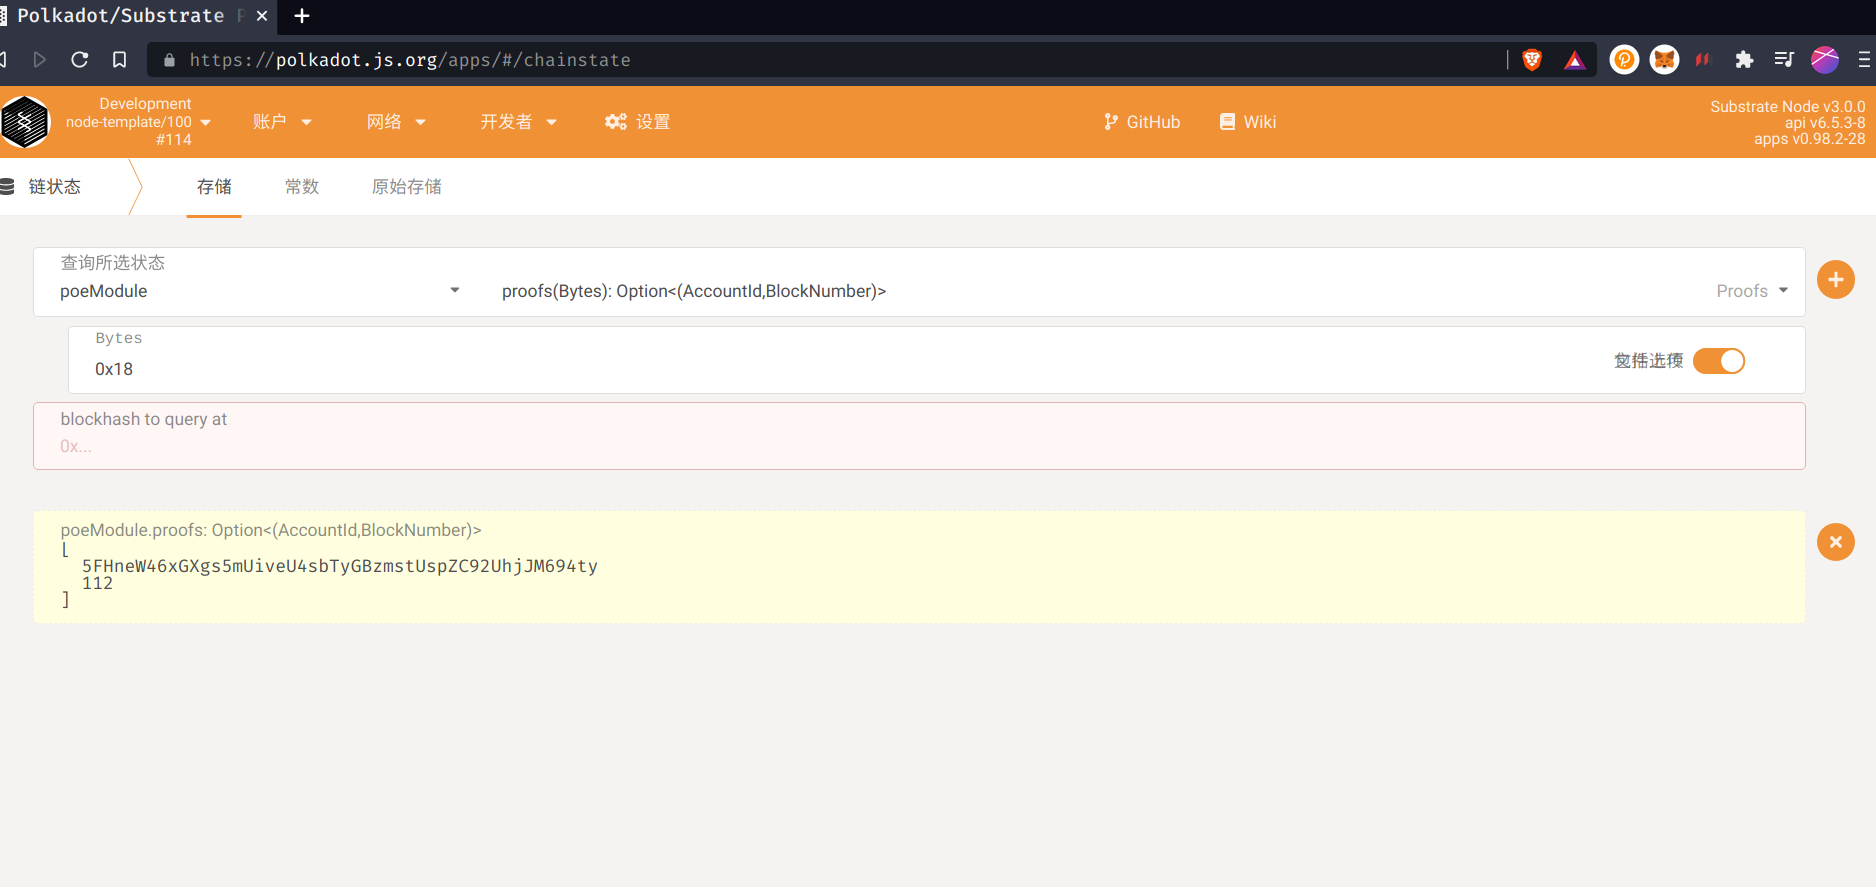 Polkadot/Substrate P
https://polkadot.js.org/apps/#/chainstate
Development
node-template/100
#114
账户
网络
开发者
设置
GitHub
Wiki
Substrate Node v3.0.0
api v6.5.3-8
apps v0.98.2-28
链状态
存储
常数
原始存储
查询所选状态
poeModule
proofs(Bytes): Option<(AccountId,BlockNumber)>
Proofs
Bytes
0x18
blockhash to query at
0x...
poeModule.proofs: Option<(AccountId,BlockNumber)>
[
5FHneW46xGXgs5mUiveU4sbTyGBzmstUspZC92UhjJM694ty
112
]